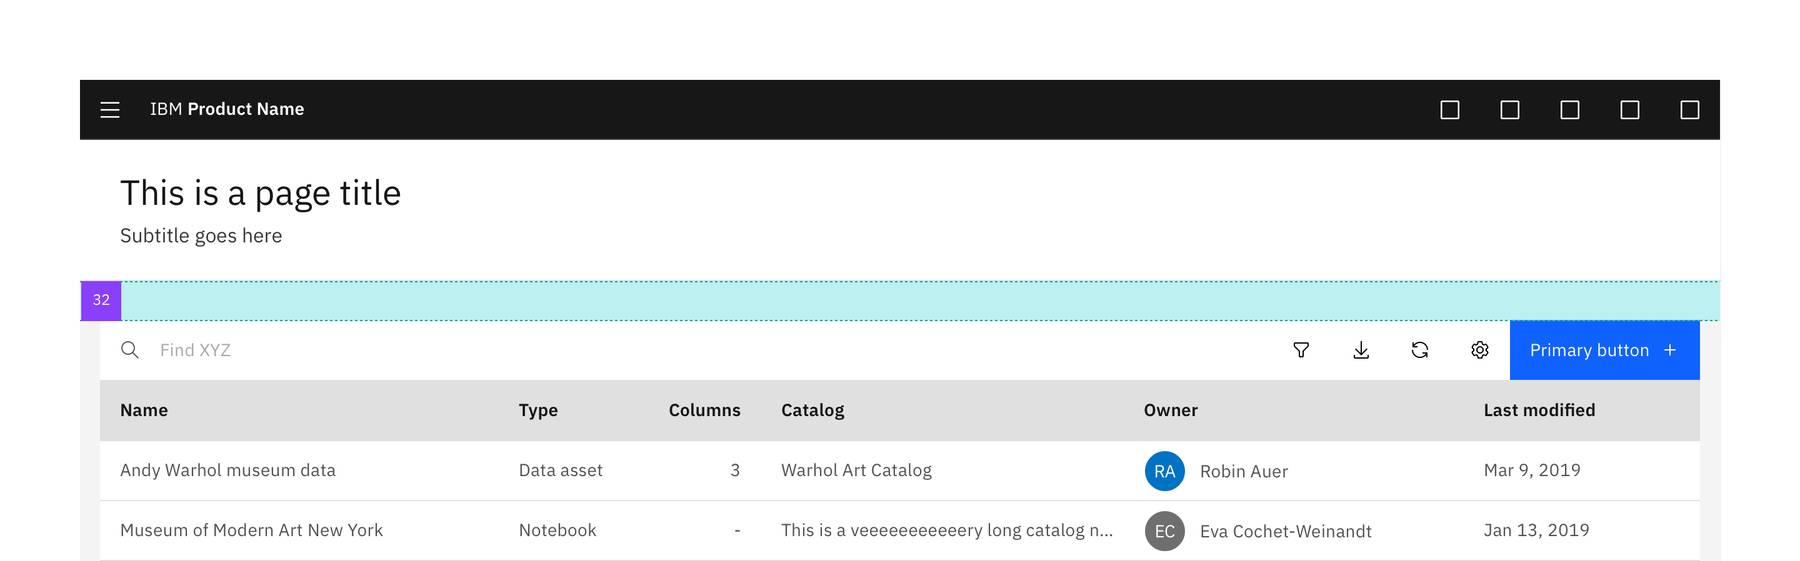 IBM Product Name
This is a page title
Subtitle goes here
32
Find XYZ Primary button +
Name Type Columns Catalog Owner Last modified
Andy Warhol museum data Data asset 3 Warhol Art Catalog RA Robin Auer Mar 9, 2019
Museum of Modern Art New York Notebook - This is a veeeeeeeeeeery long catalog n... EC Eva Cochet-Weinandt Jan 13, 2019